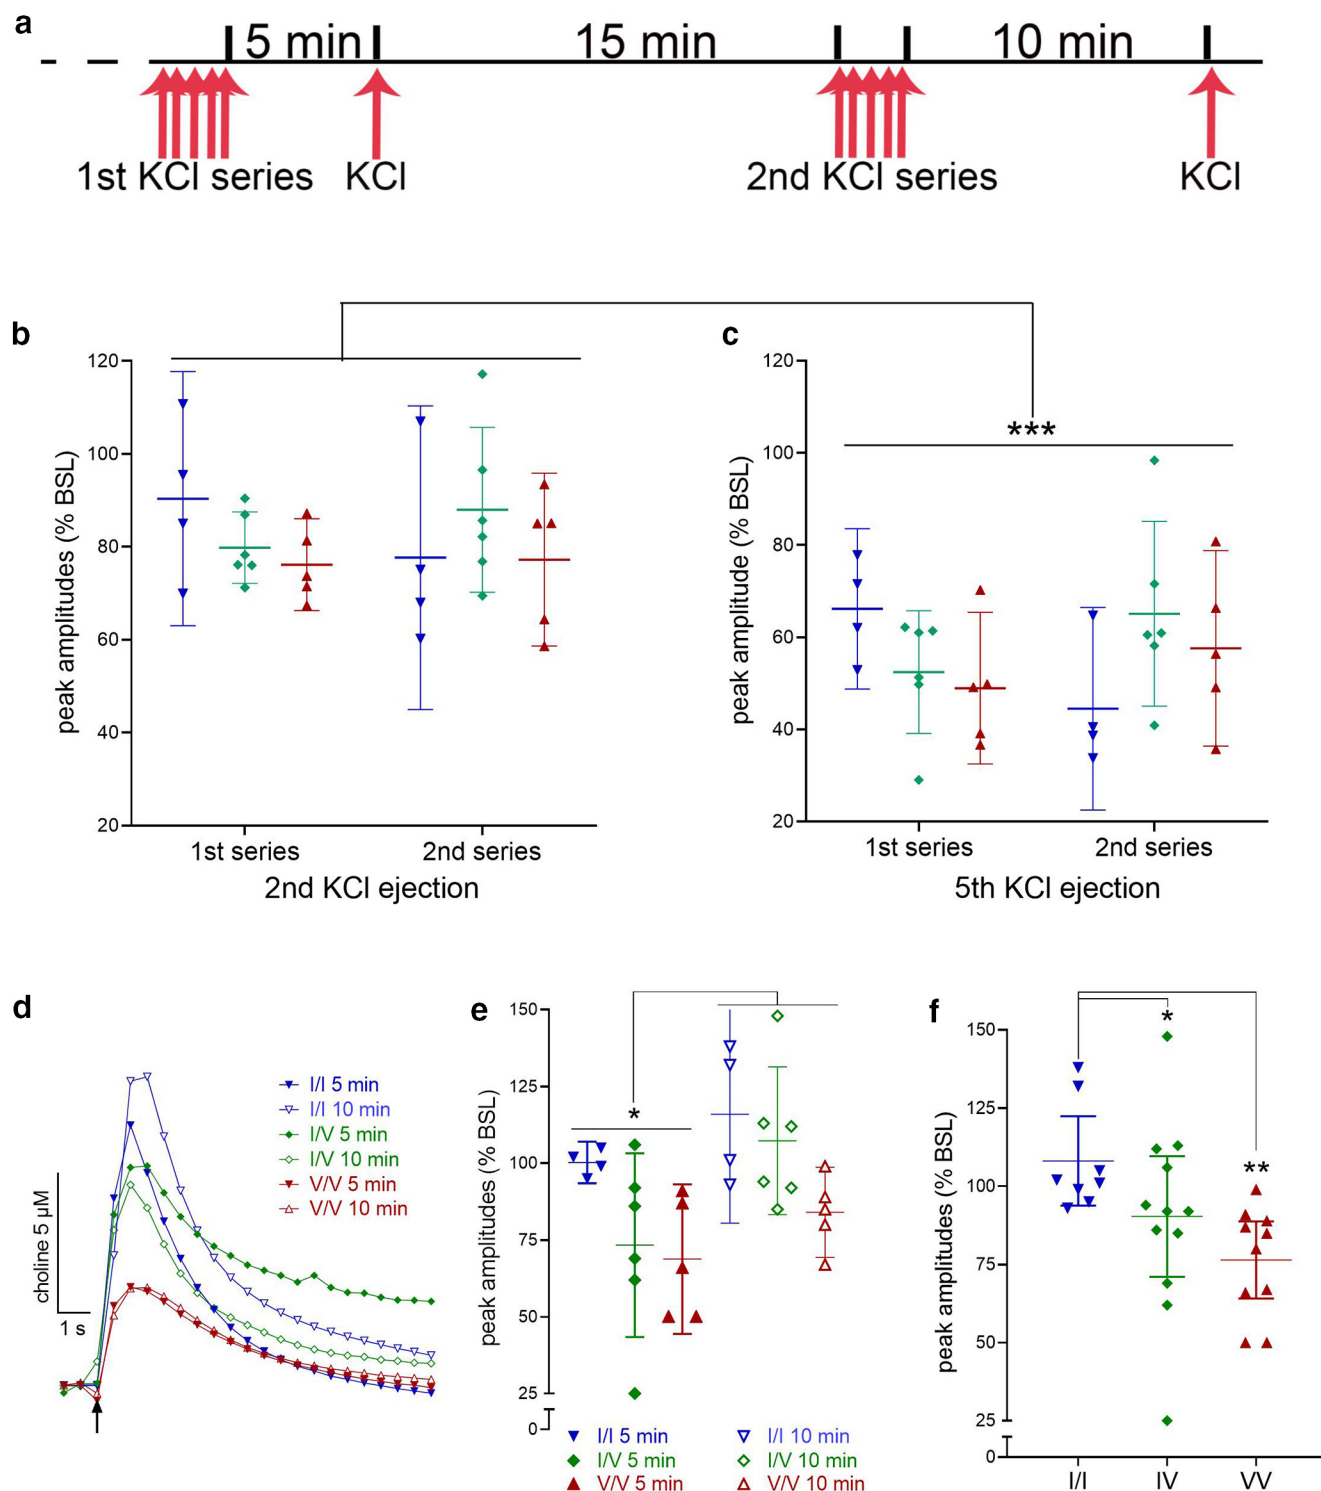 a
5 min
15 min
10 min
1st KCl series
KCl
2nd KCl series
KCl
b
peak amplitudes (% BSL)
120
100
80
60
40
20
1st series
2nd series
2nd KCl ejection
c
peak amplitude (% BSL)
120
100
80
60
40
20
***
1st series
2nd series
5th KCl ejection
d
I/I 5 min
I/I 10 min
I/V 5 min
I/V 10 min
V/V 5 min
V/V 10 min
choline 5 µM
1 s
e
peak amplitudes (% BSL)
150
125
100
75
50
25
0
*
I/I 5 min
I/V 5 min
V/V 5 min
I/I 10 min
I/V 10 min
V/V 10 min
f
peak amplitudes (% BSL)
150
125
100
75
50
25
0
*
**
I/I
IV
VV